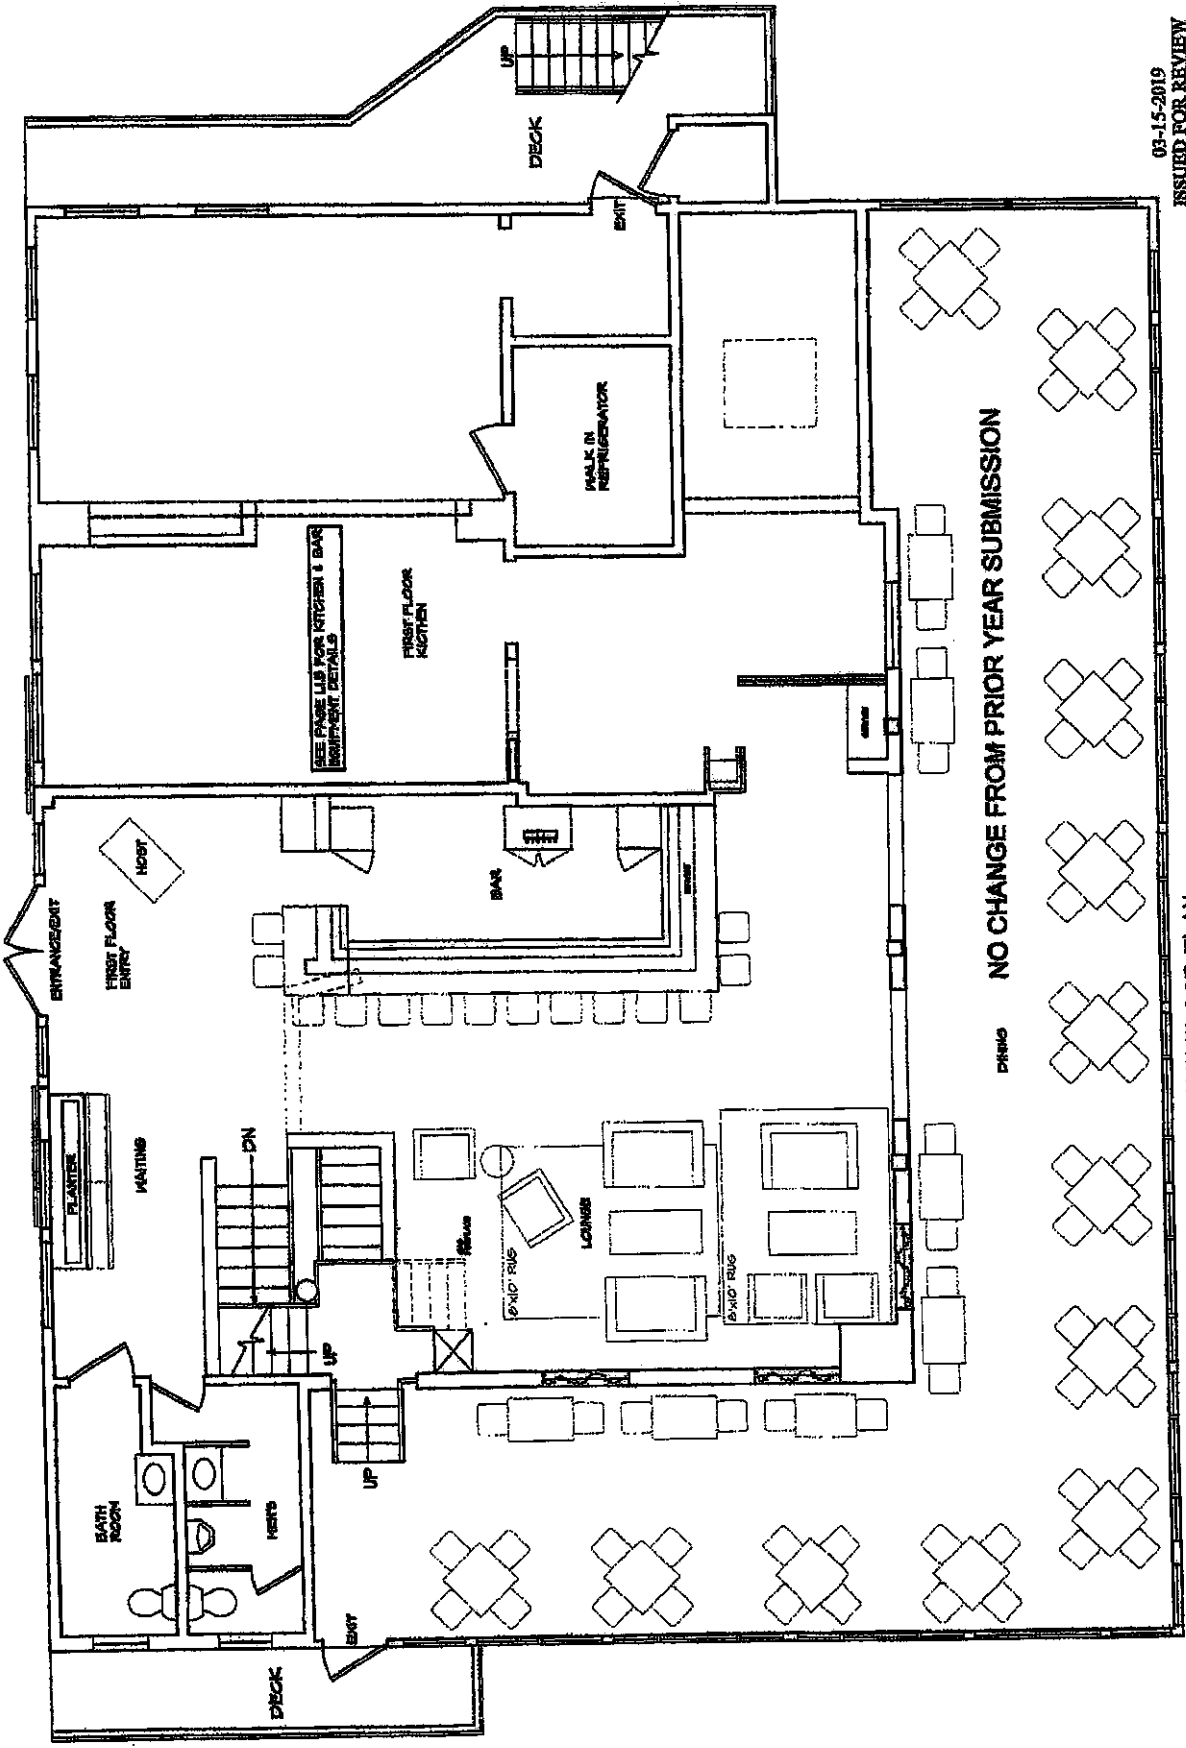 UP
DECK
EXIT
WALK IN
REFRIGERATOR
SEE PAGE L1.5 FOR KITCHEN & BAR
EQUIPMENT DETAILS
FIRST FLOOR
KICTHEN
HOST
ENTRANCE/EXIT
FIRST FLOOR
ENTRY
BAR
PLANTER
WAITING
DN
UP
UP
LOUNGE
8'X10' RUG
8'X10' RUG
BATH
ROOM
MEN'S
EXIT
DECK
DINING
NO CHANGE FROM PRIOR YEAR SUBMISSION
03-15-2019
ISSUED FOR REVIEW